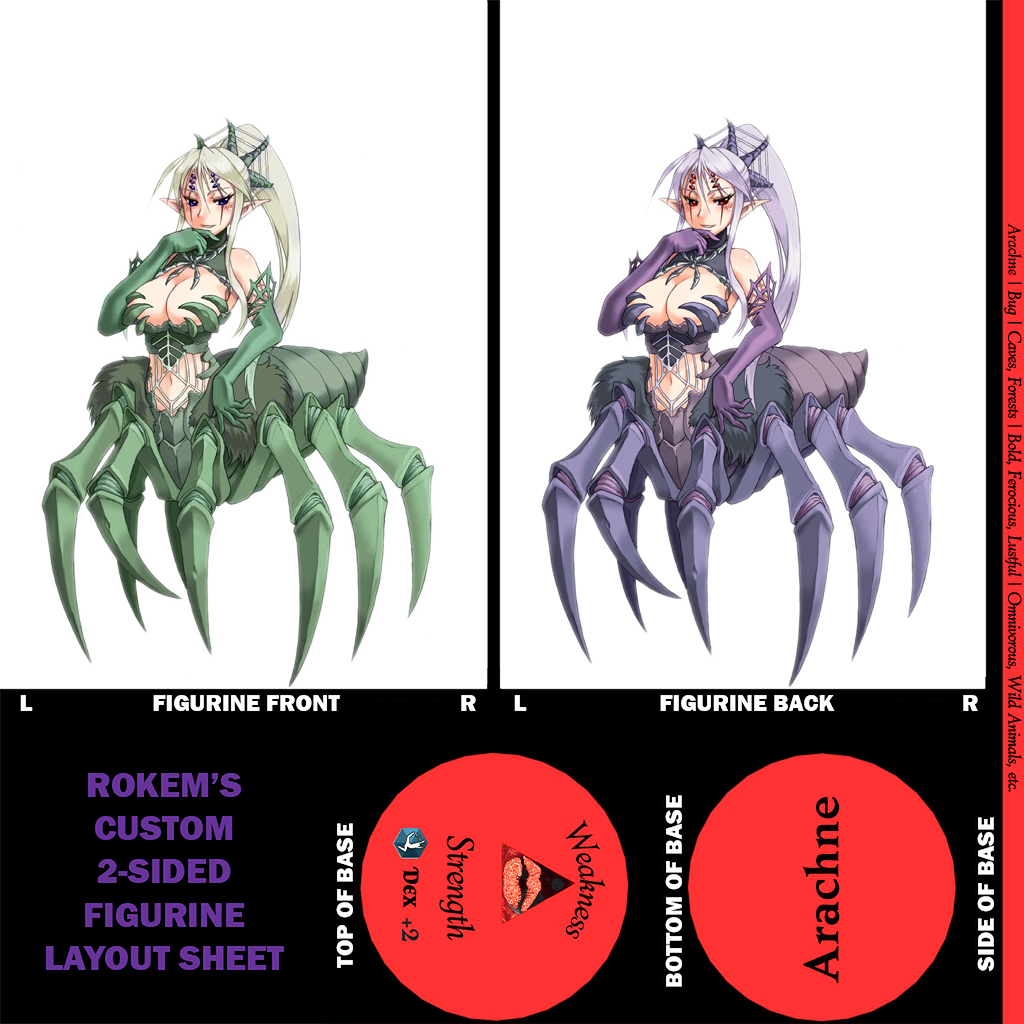 L
FIGURINE FRONT
R
L
FIGURINE BACK
R
ROKEM'S
CUSTOM
2-SIDED
FIGURINE
LAYOUT SHEET
TOP OF BASE
Weakness
Strength
Dex +2
BOTTOM OF BASE
Arachne
SIDE OF BASE
Arachne | Bug | Caves, Forests | Bold, Ferocious, Lustful | Omnivorous, Wild Animals, etc.